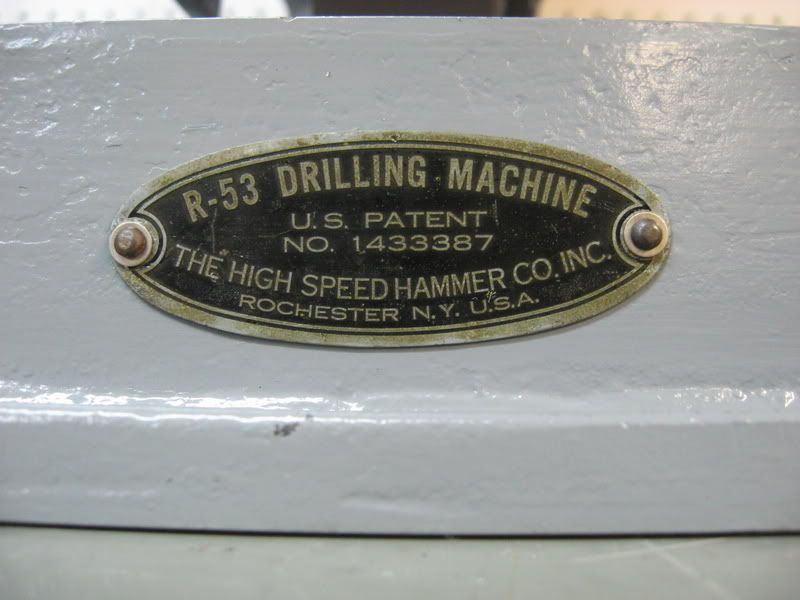 R-53 DRILLING MACHINE
U.S. PATENT
NO. 1433387
THE HIGH SPEED HAMMER CO. INC.
ROCHESTER N.Y. U.S.A.